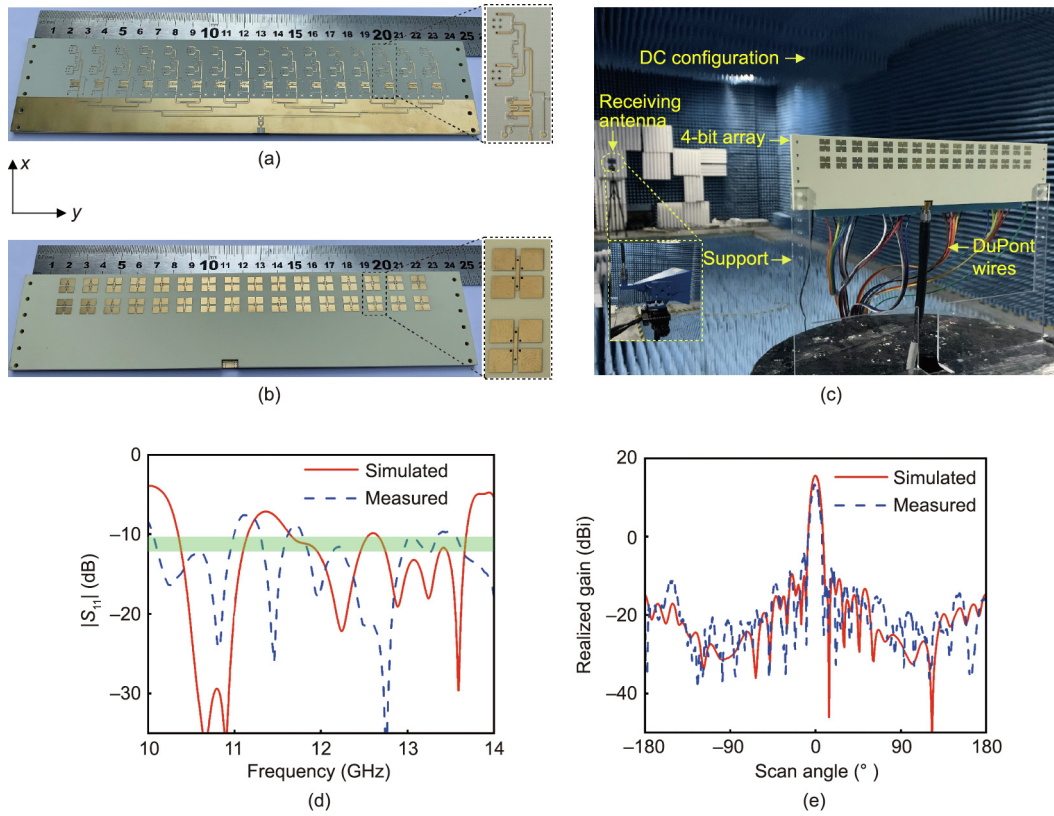 1 2 3 4 5 6 7 8 9 10 11 12 13 14 15 16 17 18 19 20 21 22 23 24 25
(a)
x
y
1 2 3 4 5 6 7 8 9 10 11 12 13 14 15 16 17 18 19 20 21 22 23 24 25
(b)
DC configuration
Receiving
antenna
4-bit array
Support
DuPont
wires
(c)
0
–10
–20
–30
|S11| (dB)
Simulated
Measured
10 11 12 13 14
Frequency (GHz)
(d)
20
0
–20
–40
Realized gain (dBi)
Simulated
Measured
–180 –90 0 90 180
Scan angle (° )
(e)